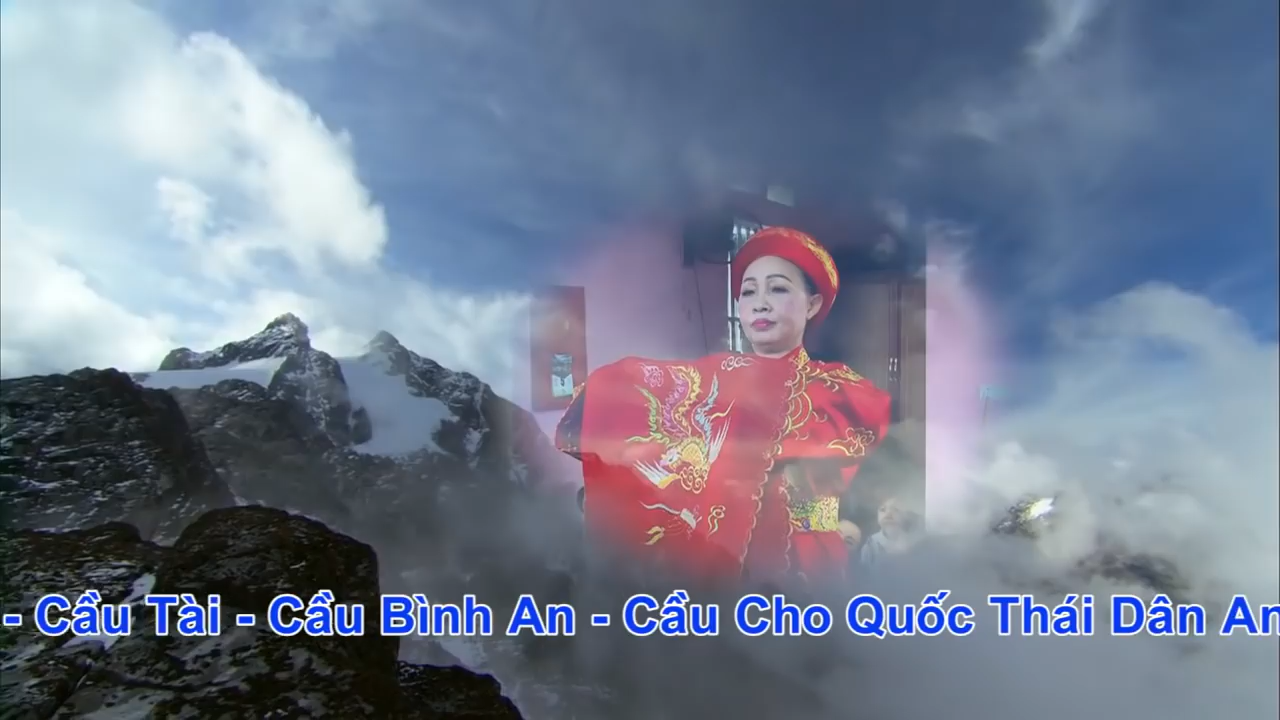 - Cầu Tài - Cầu Bình An - Cầu Cho Quốc Thái Dân An